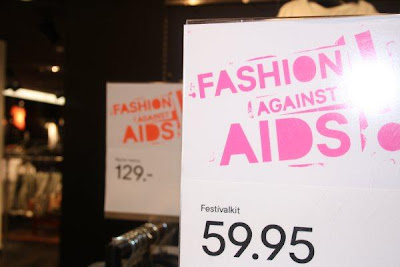 FASHION
AGAINST
AIDS
129.-
FASHION
AGAINST
AIDS
Festivalkit
59.95